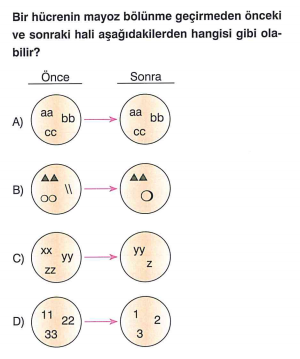 Bir hücrenin mayoz bölünme geçirmeden önceki
ve sonraki hali aşağıdakilerden hangisi gibi ola-
bilir?
Önce Sonra
A) aa bb cc aa bb cc
B)
C) xx yy zz yy z
D) 11 22 33 1 2 3